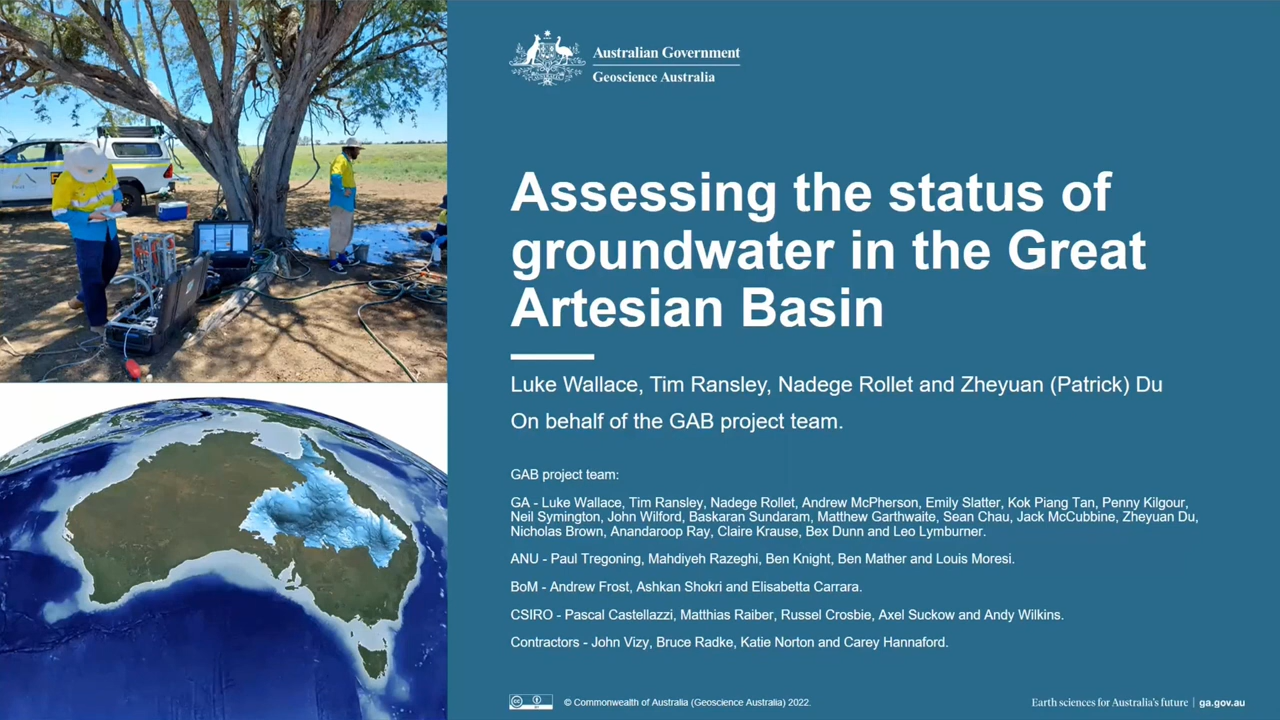 Australian Government
Geoscience Australia
Assessing the status of
groundwater in the Great
Artesian Basin
Luke Wallace, Tim Ransley, Nadege Rollet and Zheyuan (Patrick) Du
On behalf of the GAB project team.
GAB project team:
GA - Luke Wallace, Tim Ransley, Nadege Rollet, Andrew McPherson, Emily Slatter, Kok Piang Tan, Penny Kilgour,
Neil Symington, John Wilford, Baskaran Sundaram, Matthew Garthwaite, Sean Chau, Jack McCubbine, Zheyuan Du,
Nicholas Brown, Anandaroop Ray, Claire Krause, Bex Dunn and Leo Lymburner.
ANU - Paul Tregoning, Mahdiyeh Razeghi, Ben Knight, Ben Mather and Louis Moresi.
BoM - Andrew Frost, Ashkan Shokri and Elisabetta Carrara.
CSIRO - Pascal Castellazzi, Matthias Raiber, Russel Crosbie, Axel Suckow and Andy Wilkins.
Contractors - John Vizy, Bruce Radke, Katie Norton and Carey Hannaford.
© Commonwealth of Australia (Geoscience Australia) 2022.
Earth sciences for Australia's future | ga.gov.au